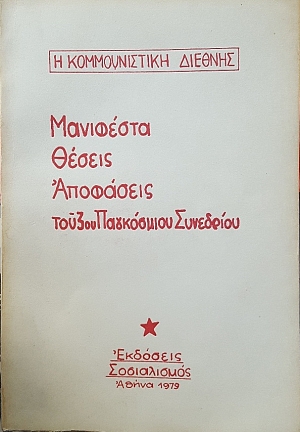 Η ΚΟΜΜΟΥΝΙΣΤΙΚΗ ΔΙΕΘΝΗΣ
Μανιφέστα
Θέσεις
Ἀποφάσεις
τοῦ 3ου Παγκόσμιου Συνεδρίου
Ἐκδόσεις
Σοσιαλισμός
Ἀθήνα 1979